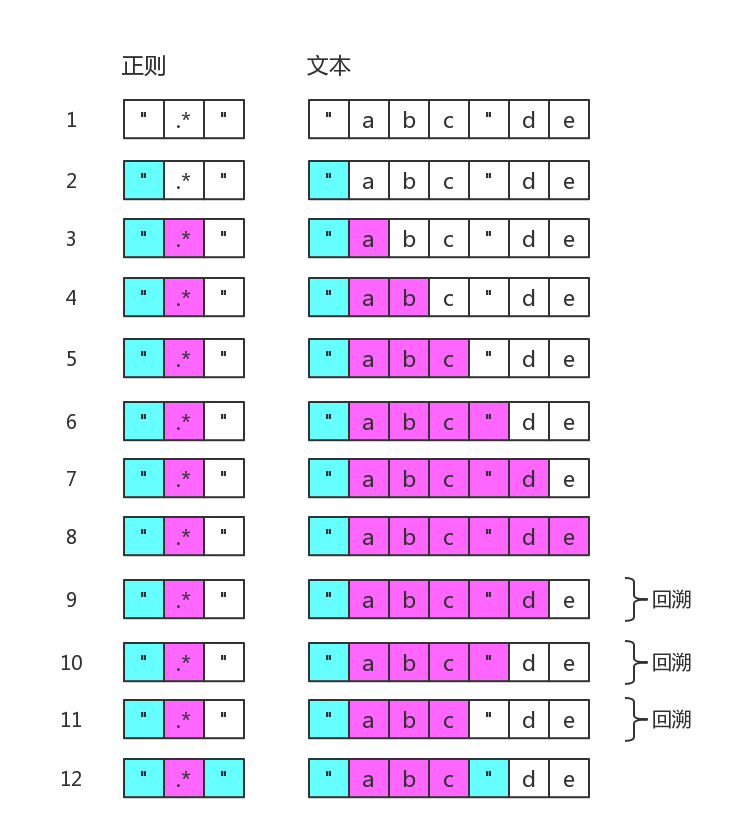 正则 文本
1 " .* " " a b c " d e
2 " .* " " a b c " d e
3 " .* " " a b c " d e
4 " .* " " a b c " d e
5 " .* " " a b c " d e
6 " .* " " a b c " d e
7 " .* " " a b c " d e
8 " .* " " a b c " d e
9 " .* " " a b c " d e 回溯
10 " .* " " a b c " d e 回溯
11 " .* " " a b c " d e 回溯
12 " .* " " a b c " d e